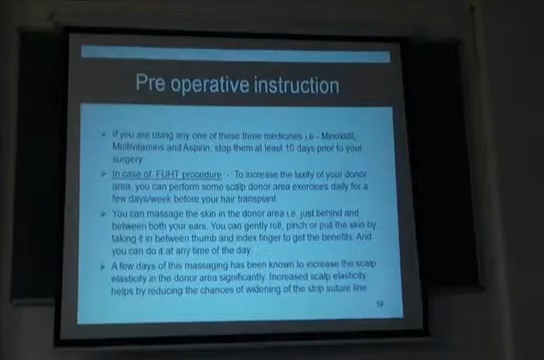 Pre operative instruction
If you are using any one of these three medicines i.e - Minoxidil,
Multivitamins and Aspirin, stop them at least 10 days prior to your
surgery
In case of FUHT procedure :- To increase the laxity of your donor
area, you can perform some scalp donor area exercises daily for a
few days/week before your hair transplant
You can massage the skin in the donor area i.e. just behind and
between both your ears. You can gently roll, pinch or pull the skin by
taking it in between thumb and index finger to get the benefits. And
you can do it at any time of the day
A few days of this massaging has been known to increase the scalp
elasticity in the donor area significantly. Increased scalp elasticity
helps by reducing the chances of widening of the strip suture line